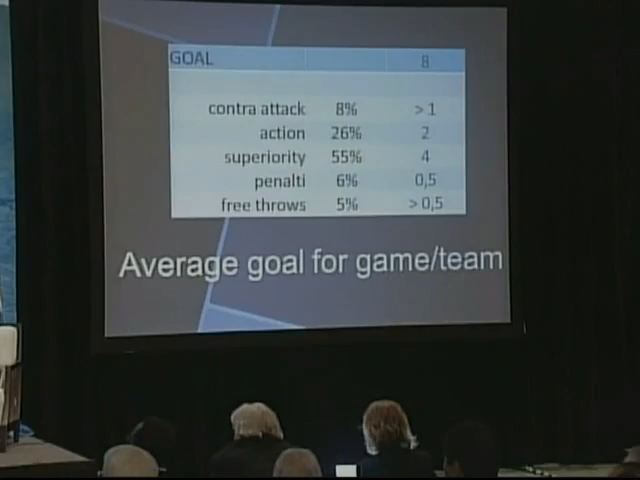 GOAL 8
contra attack 8% > 1
action 26% 2
superiority 55% 4
penalti 6% 0,5
free throws 5% > 0,5
Average goal for game/team